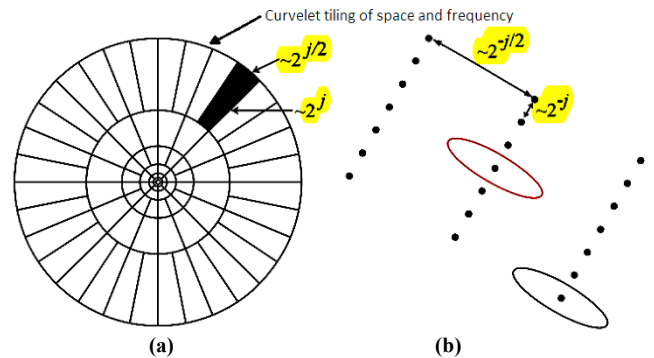 Curvelet tiling of space and frequency
~2^{j/2}
~2^{j}
~2^{-j/2}
~2^{-j}
(a)
(b)